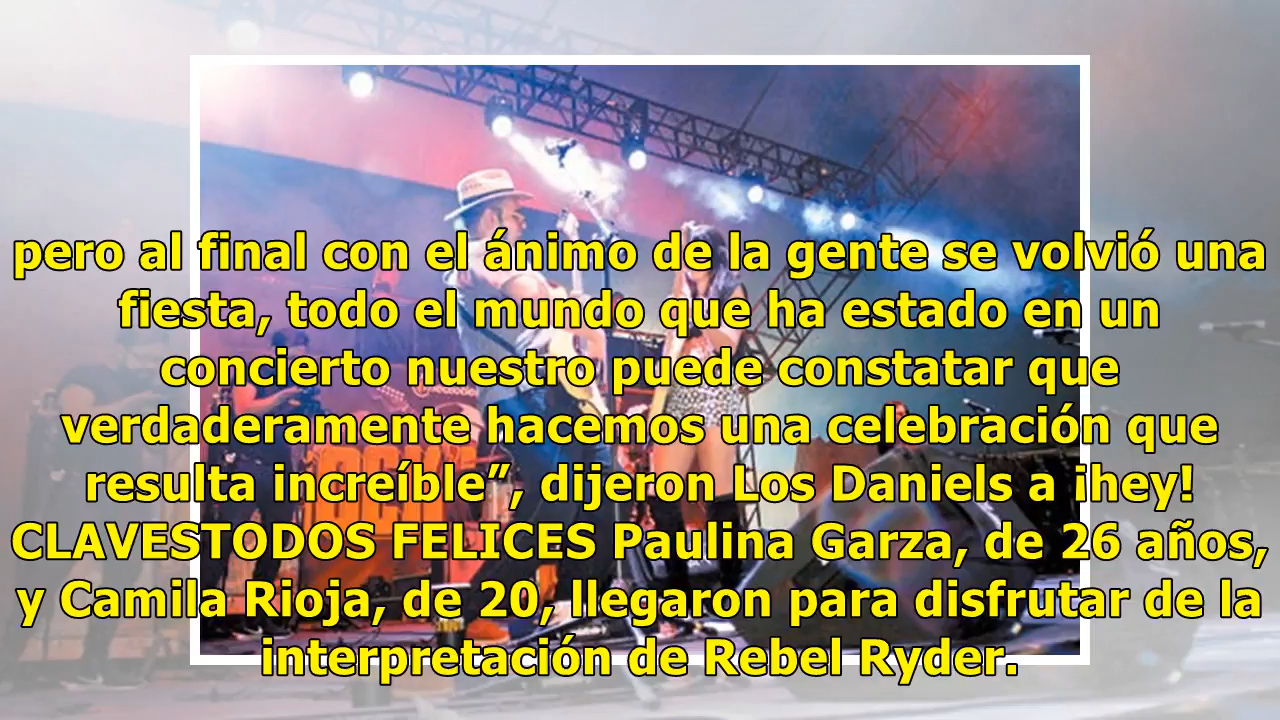 pero al final con el ánimo de la gente se volvió una
fiesta, todo el mundo que ha estado en un
concierto nuestro puede constatar que
verdaderamente hacemos una celebración que
resulta increíble”, dijeron Los Daniels a ¡hey!
CLAVESTODOS FELICES Paulina Garza, de 26 años,
y Camila Rioja, de 20, llegaron para disfrutar de la
interpretación de Rebel Ryder.